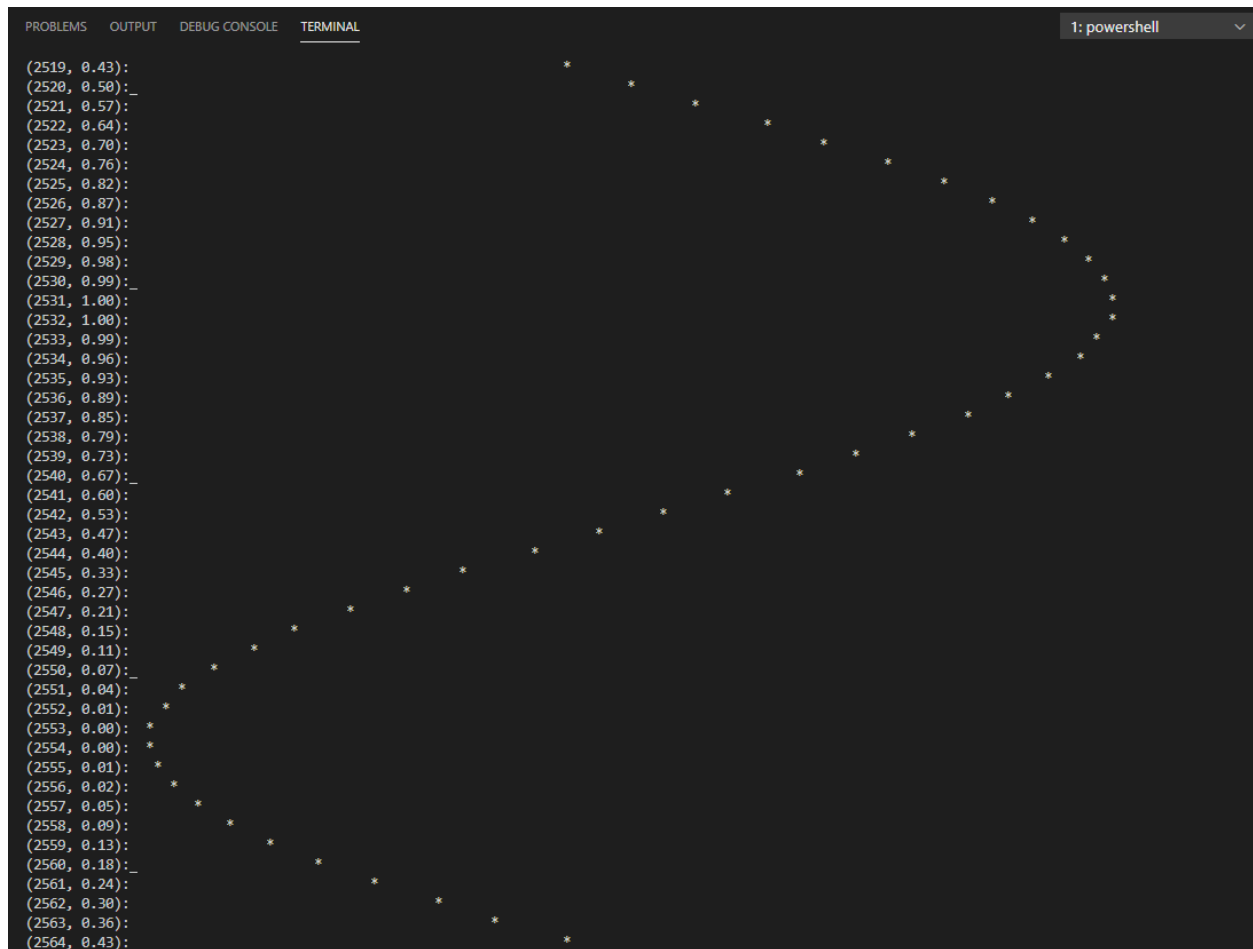 PROBLEMS OUTPUT DEBUG CONSOLE TERMINAL 1: powershell
(2519, 0.43): *
(2520, 0.50):_ *
(2521, 0.57): *
(2522, 0.64): *
(2523, 0.70): *
(2524, 0.76): *
(2525, 0.82): *
(2526, 0.87): *
(2527, 0.91): *
(2528, 0.95): *
(2529, 0.98): *
(2530, 0.99):_ *
(2531, 1.00): *
(2532, 1.00): *
(2533, 0.99): *
(2534, 0.96): *
(2535, 0.93): *
(2536, 0.89): *
(2537, 0.85): *
(2538, 0.79): *
(2539, 0.73): *
(2540, 0.67):_ *
(2541, 0.60): *
(2542, 0.53): *
(2543, 0.47): *
(2544, 0.40): *
(2545, 0.33): *
(2546, 0.27): *
(2547, 0.21): *
(2548, 0.15): *
(2549, 0.11): *
(2550, 0.07):_ *
(2551, 0.04): *
(2552, 0.01): *
(2553, 0.00): *
(2554, 0.00): *
(2555, 0.01): *
(2556, 0.02): *
(2557, 0.05): *
(2558, 0.09): *
(2559, 0.13): *
(2560, 0.18):_ *
(2561, 0.24): *
(2562, 0.30): *
(2563, 0.36): *
(2564, 0.43): *